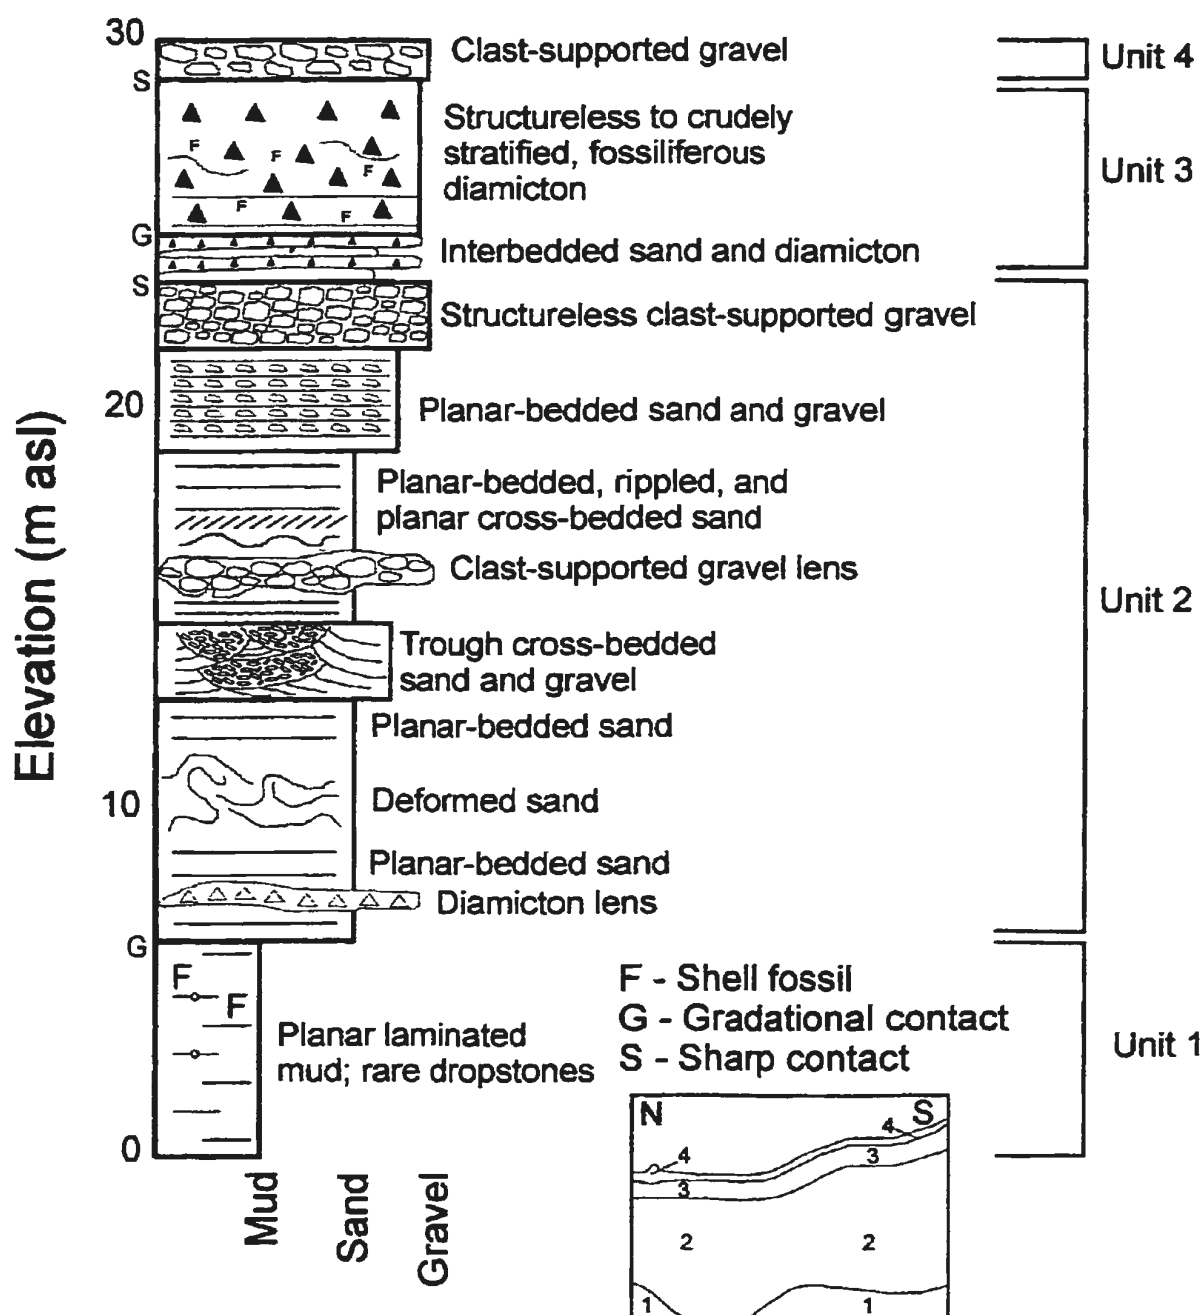 30
Clast-supported gravel
Unit 4
S
Structureless to crudely
stratified, fossiliferous
diamicton
F
F
F
F
F
Unit 3
G
Interbedded sand and diamicton
S
Structureless clast-supported gravel
20
Planar-bedded sand and gravel
Planar-bedded, rippled, and
planar cross-bedded sand
Clast-supported gravel lens
Unit 2
Trough cross-bedded
sand and gravel
Planar-bedded sand
10
Deformed sand
Planar-bedded sand
Diamicton lens
G
F
F
Planar laminated
mud; rare dropstones
Unit 1
0
Elevation (m asl)
Mud
Sand
Gravel
F - Shell fossil
G - Gradational contact
S - Sharp contact
N
S
4
4
3
3
2
2
1
1